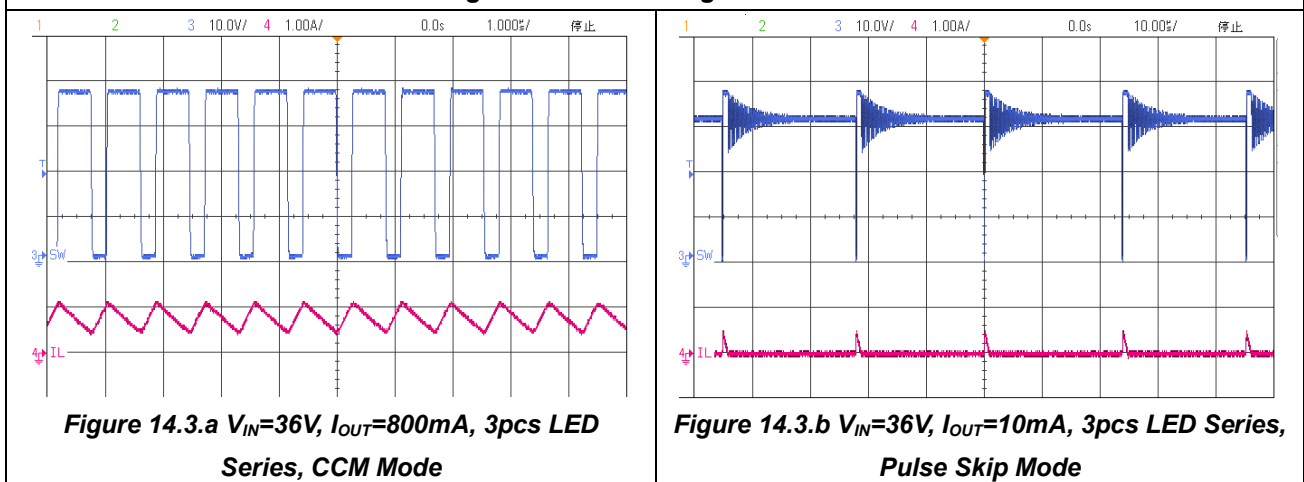 1 2 3 10.0V/ 4 1.00A/ 0.0s 1.000㎲/ 停止
T
3 SW
4 IL
Figure 14.3.a VIN=36V, IOUT=800mA, 3pcs LED
Series, CCM Mode
1 2 3 10.0V/ 4 1.00A/ 0.0s 10.00㎲/ 停止
T
3 SW
4 IL
Figure 14.3.b VIN=36V, IOUT=10mA, 3pcs LED Series,
Pulse Skip Mode